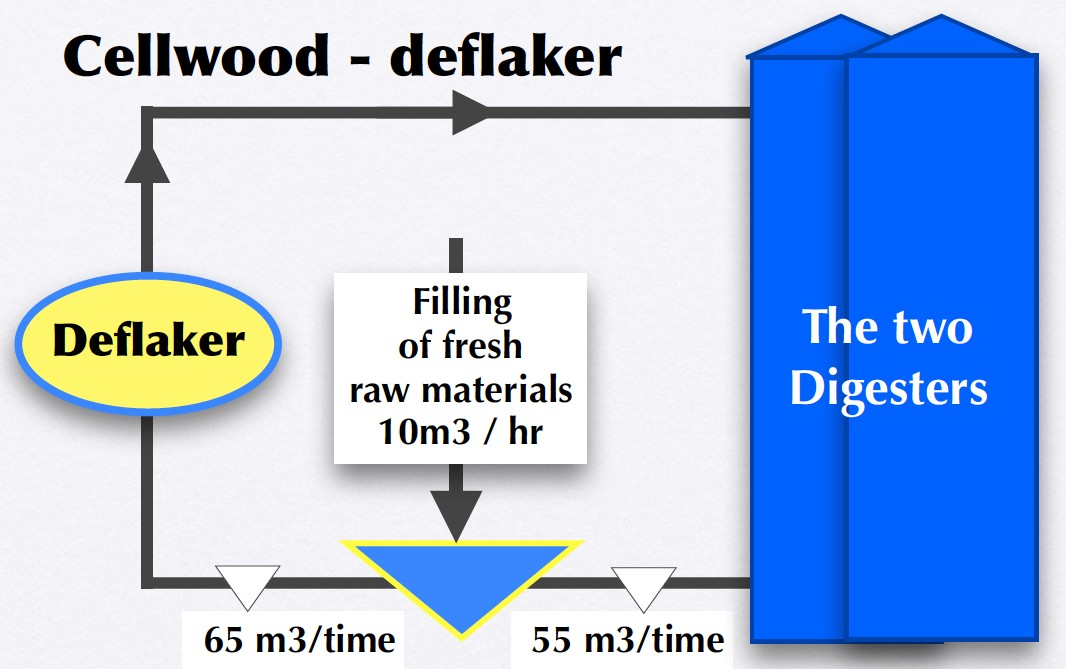 Cellwood - deflaker
Deflaker
Filling
of fresh
raw materials
10m3 / hr
The two
Digesters
65 m3/time
55 m3/time